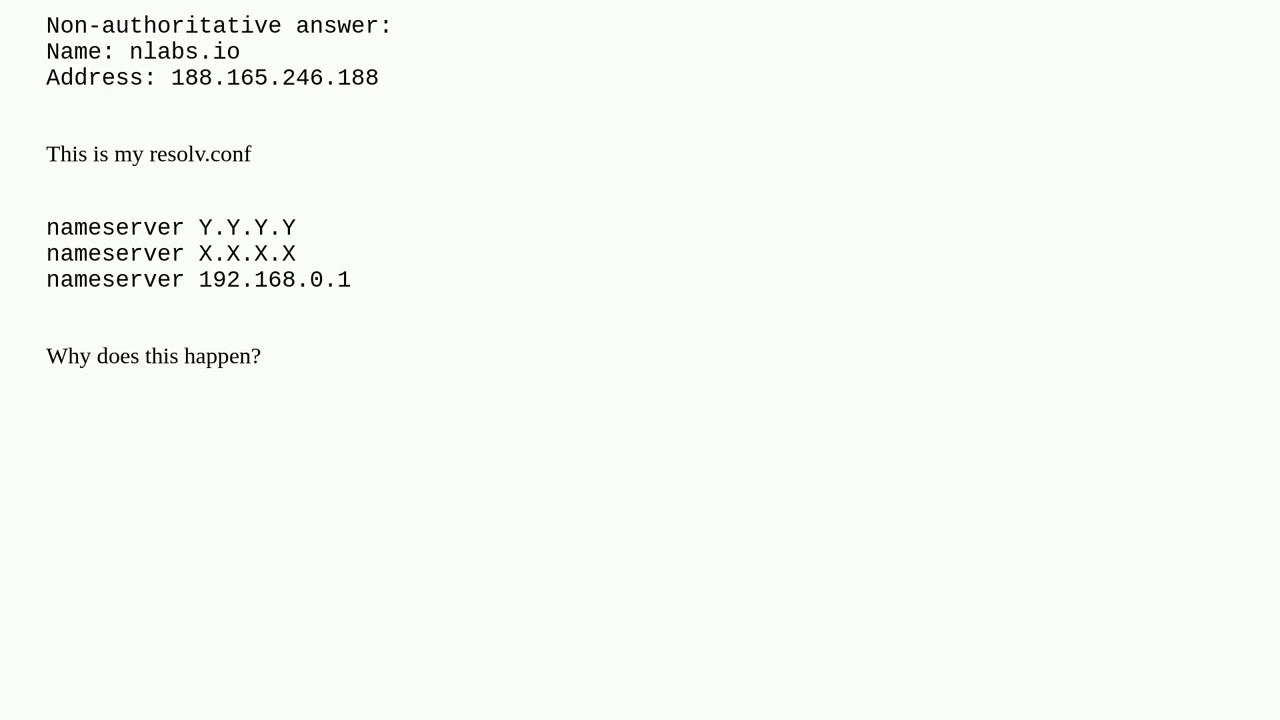 Non-authoritative answer:
Name: nlabs.io
Address: 188.165.246.188
This is my resolv.conf
nameserver Y.Y.Y.Y
nameserver X.X.X.X
nameserver 192.168.0.1
Why does this happen?